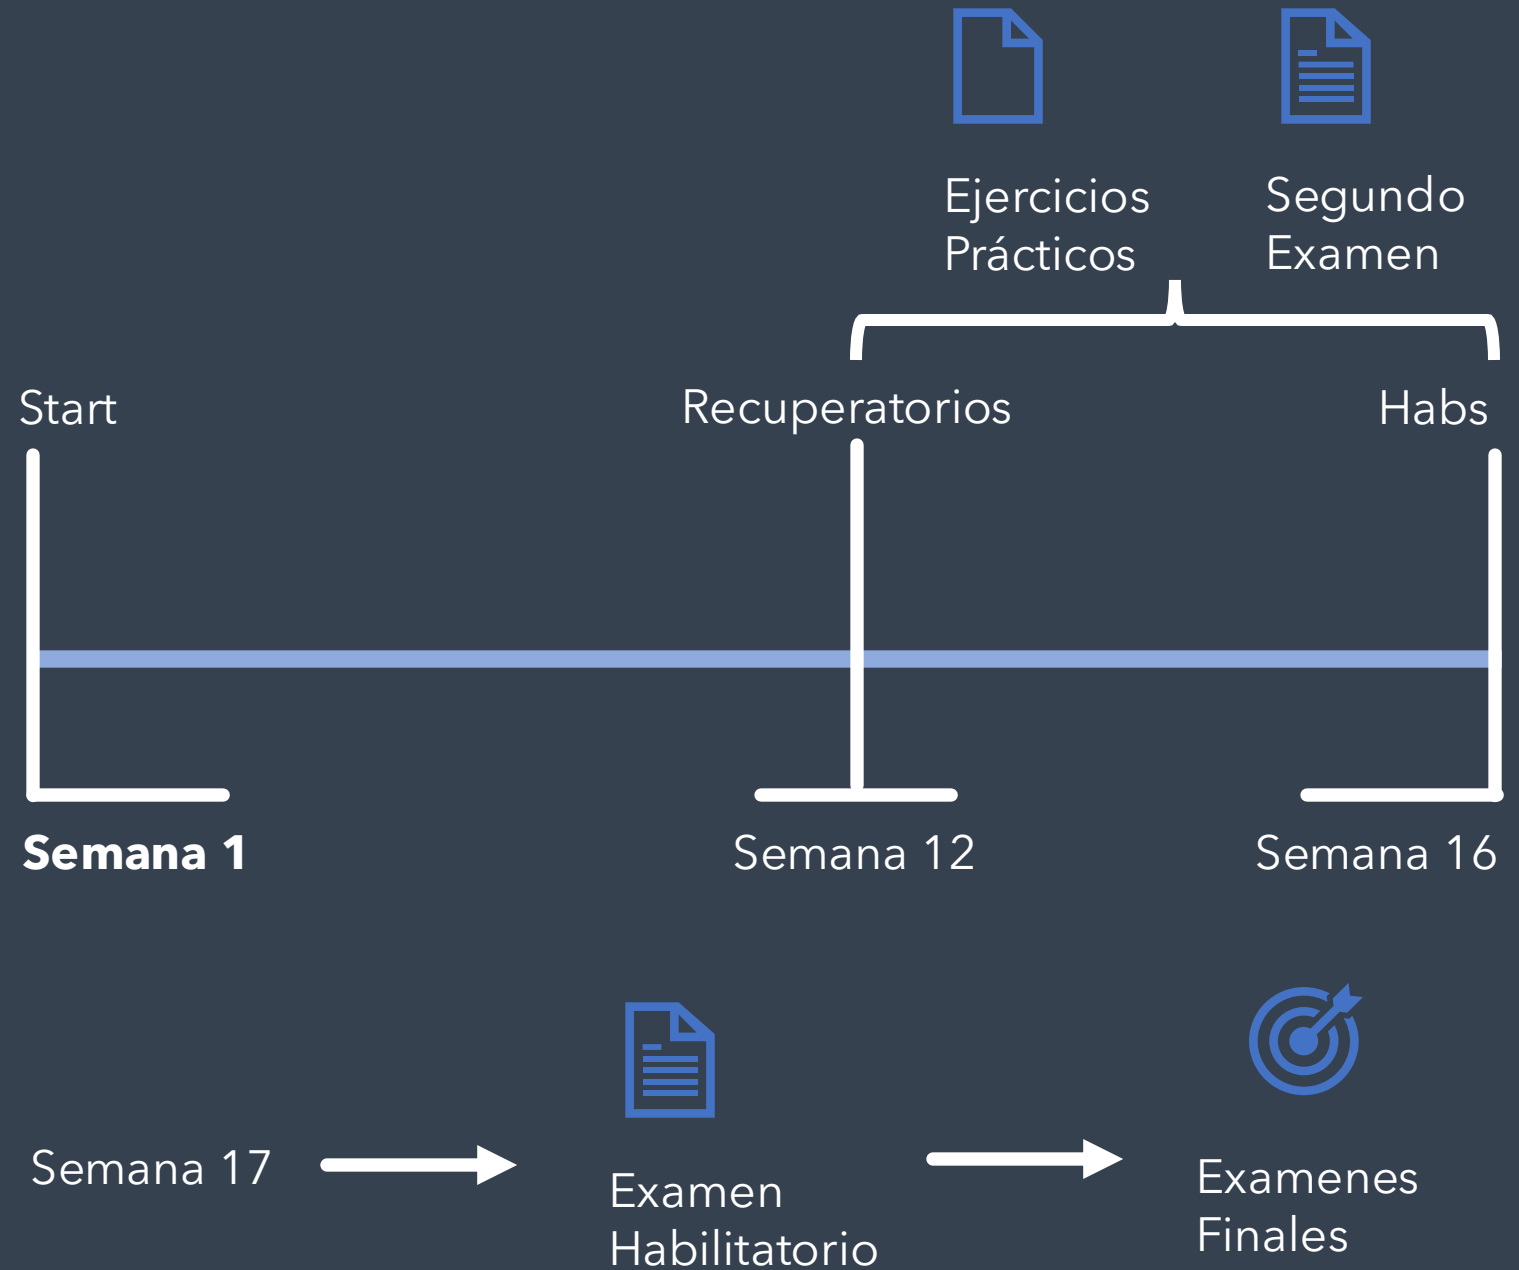 Ejercicios
Prácticos
Segundo
Examen
Start
Recuperatorios
Habs
Semana 1
Semana 12
Semana 16
Semana 17
Examen
Habilitatorio
Examenes
Finales